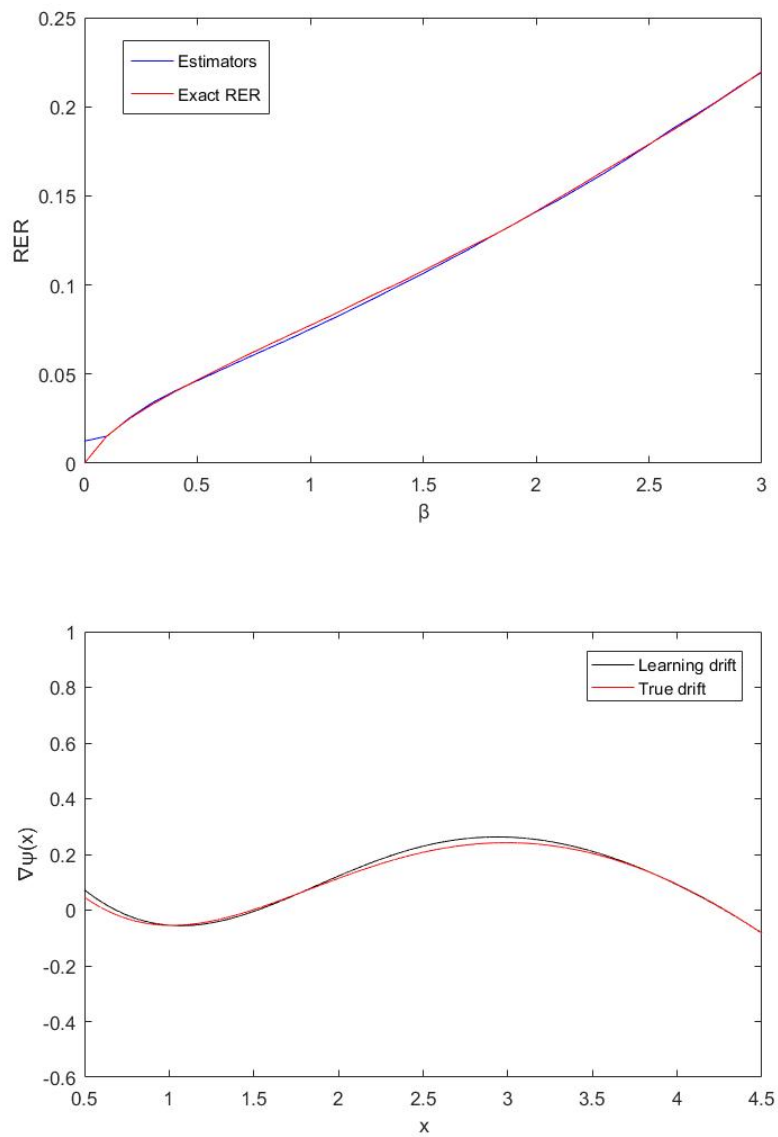 0.25
Estimators
Exact RER
0.2
0.15
RER
0.1
0.05
0
0 0.5 1 1.5 2 2.5 3
β
1
Learning drift
True drift
0.8
0.6
0.4
∇ψ(x)
0.2
0
-0.2
-0.4
-0.6
0.5 1 1.5 2 2.5 3 3.5 4 4.5
x